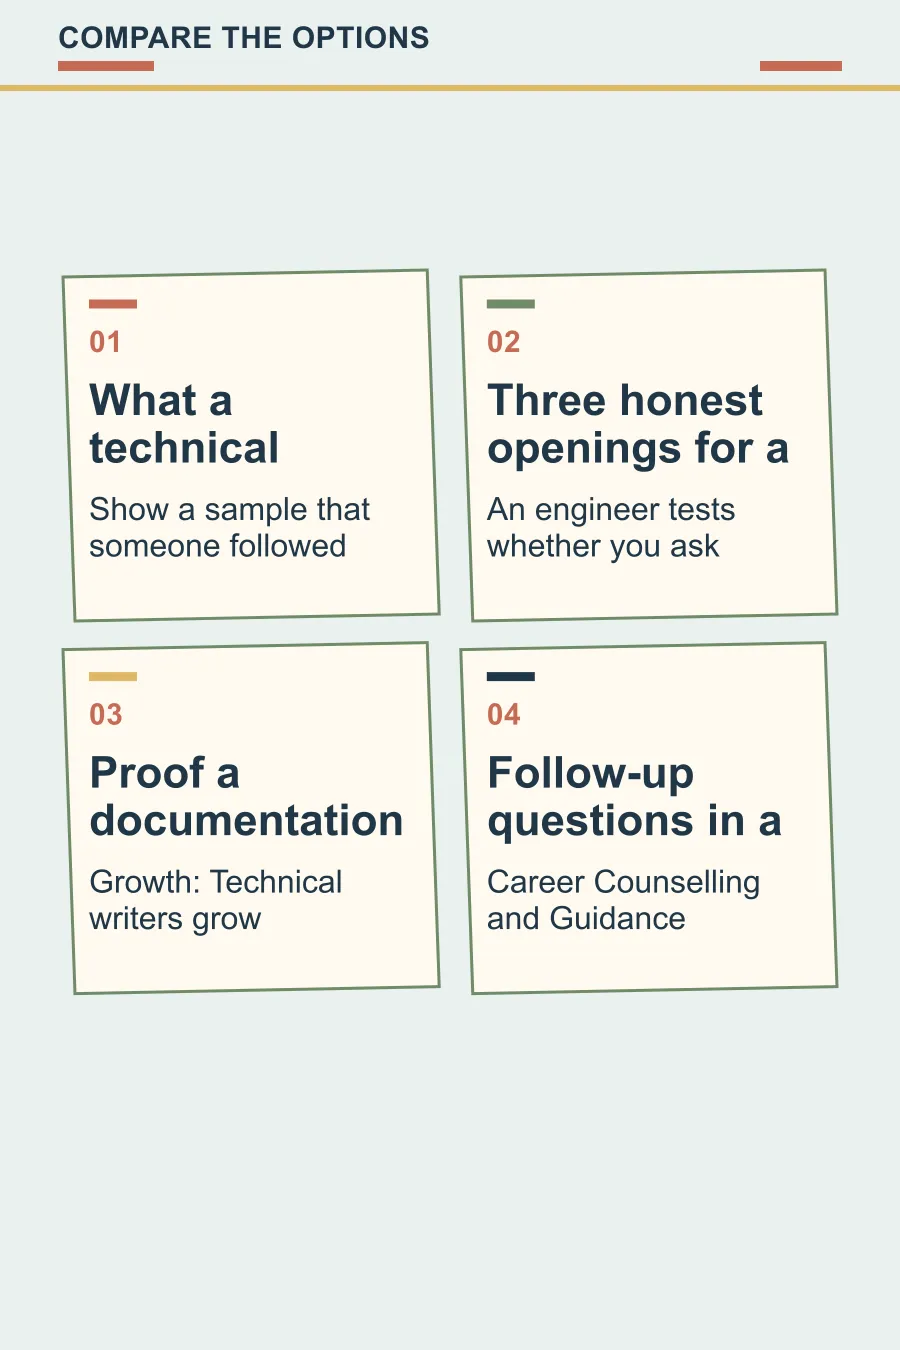 COMPARE THE OPTIONS
01
What a
technical
Show a sample that
someone followed
02
Three honest
openings for a
An engineer tests
whether you ask
03
Proof a
documentation
Growth: Technical
writers grow
04
Follow-up
questions in a
Career Counselling
and Guidance